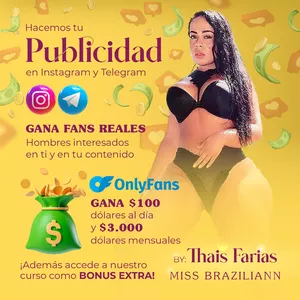 Hacemos tu
Publicidad
en Instagram y Telegram
GANA FANS REALES
Hombres interesados
en ti y en tu contenido
OnlyFans
GANA $100
dólares al día
y $3.000
dólares mensuales
$
¡Además accede a nuestro
curso como BONUS EXTRA!
BY: Thais Farias
MISS BRAZILIANN